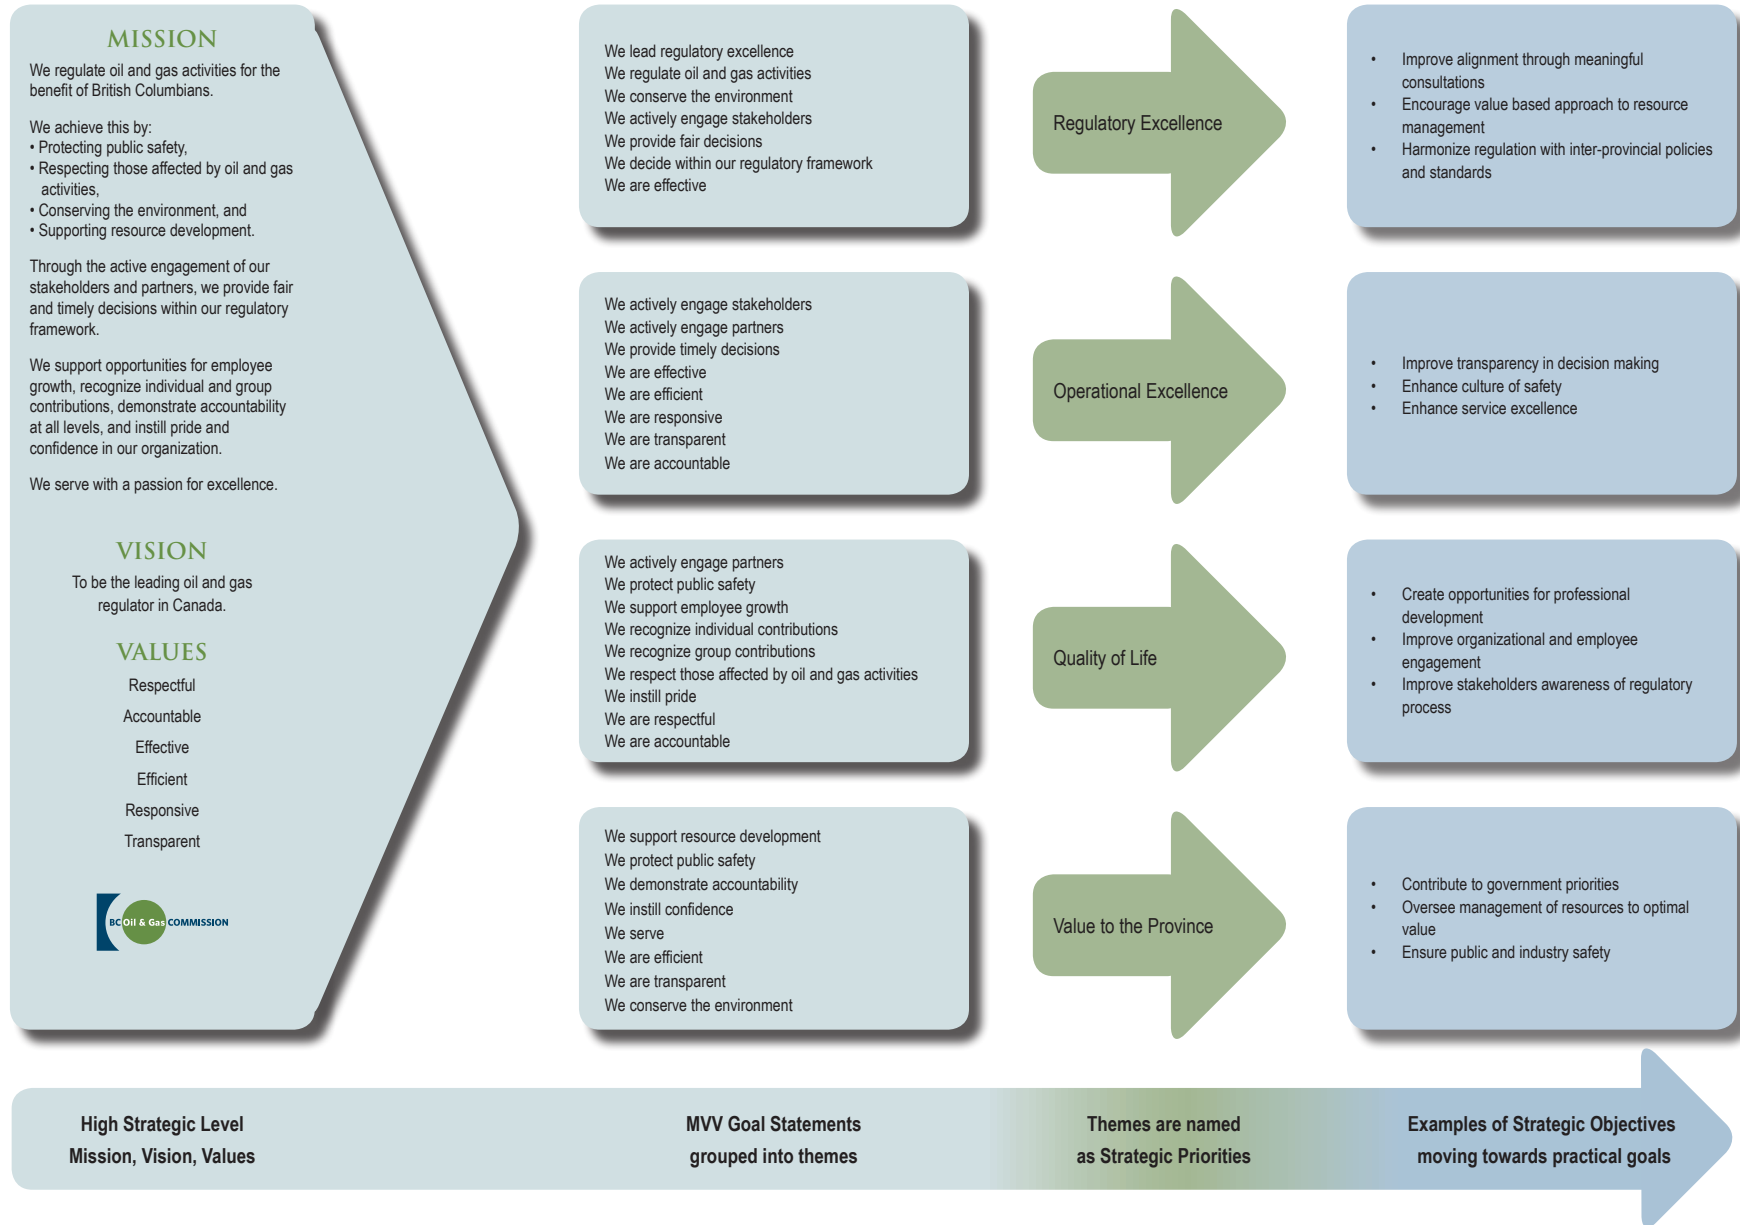 MISSION
We regulate oil and gas activities for the
benefit of British Columbians.
We achieve this by:
• Protecting public safety,
• Respecting those affected by oil and gas
activities,
• Conserving the environment, and
• Supporting resource development.
Through the active engagement of our
stakeholders and partners, we provide fair
and timely decisions within our regulatory
framework.
We support opportunities for employee
growth, recognize individual and group
contributions, demonstrate accountability
at all levels, and instill pride and
confidence in our organization.
We serve with a passion for excellence.
VISION
To be the leading oil and gas
regulator in Canada.
VALUES
Respectful
Accountable
Effective
Efficient
Responsive
Transparent
BC Oil & Gas COMMISSION
We lead regulatory excellence
We regulate oil and gas activities
We conserve the environment
We actively engage stakeholders
We provide fair decisions
We decide within our regulatory framework
We are effective
Regulatory Excellence
• Improve alignment through meaningful
consultations
• Encourage value based approach to resource
management
• Harmonize regulation with inter-provincial policies
and standards
We actively engage stakeholders
We actively engage partners
We provide timely decisions
We are effective
We are efficient
We are responsive
We are transparent
We are accountable
Operational Excellence
• Improve transparency in decision making
• Enhance culture of safety
• Enhance service excellence
We actively engage partners
We protect public safety
We support employee growth
We recognize individual contributions
We recognize group contributions
We respect those affected by oil and gas activities
We instill pride
We are respectful
We are accountable
Quality of Life
• Create opportunities for professional
development
• Improve organizational and employee
engagement
• Improve stakeholders awareness of regulatory
process
We support resource development
We protect public safety
We demonstrate accountability
We instill confidence
We serve
We are efficient
We are transparent
We conserve the environment
Value to the Province
• Contribute to government priorities
• Oversee management of resources to optimal
value
• Ensure public and industry safety
High Strategic Level
Mission, Vision, Values
MVV Goal Statements
grouped into themes
Themes are named
as Strategic Priorities
Examples of Strategic Objectives
moving towards practical goals